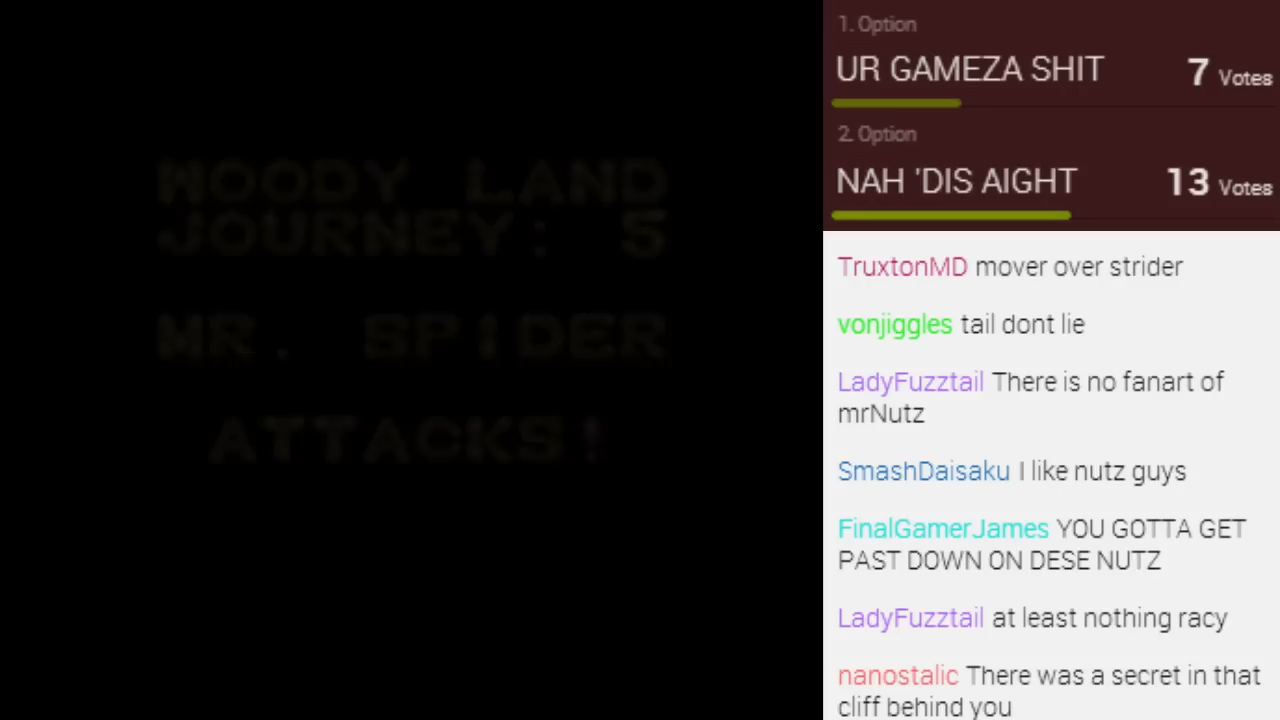 WOODY LAND
JOURNEY: 5
MR. SPIDER
ATTACKS!
1. Option
UR GAMEZA SHIT 7 Votes
2. Option
NAH 'DIS AIGHT 13 Votes
TruxtonMD mover over strider
vonjiggles tail dont lie
LadyFuzztail There is no fanart of
mrNutz
SmashDaisaku I like nutz guys
FinalGamerJames YOU GOTTA GET
PAST DOWN ON DESE NUTZ
LadyFuzztail at least nothing racy
nanostalic There was a secret in that
cliff behind you